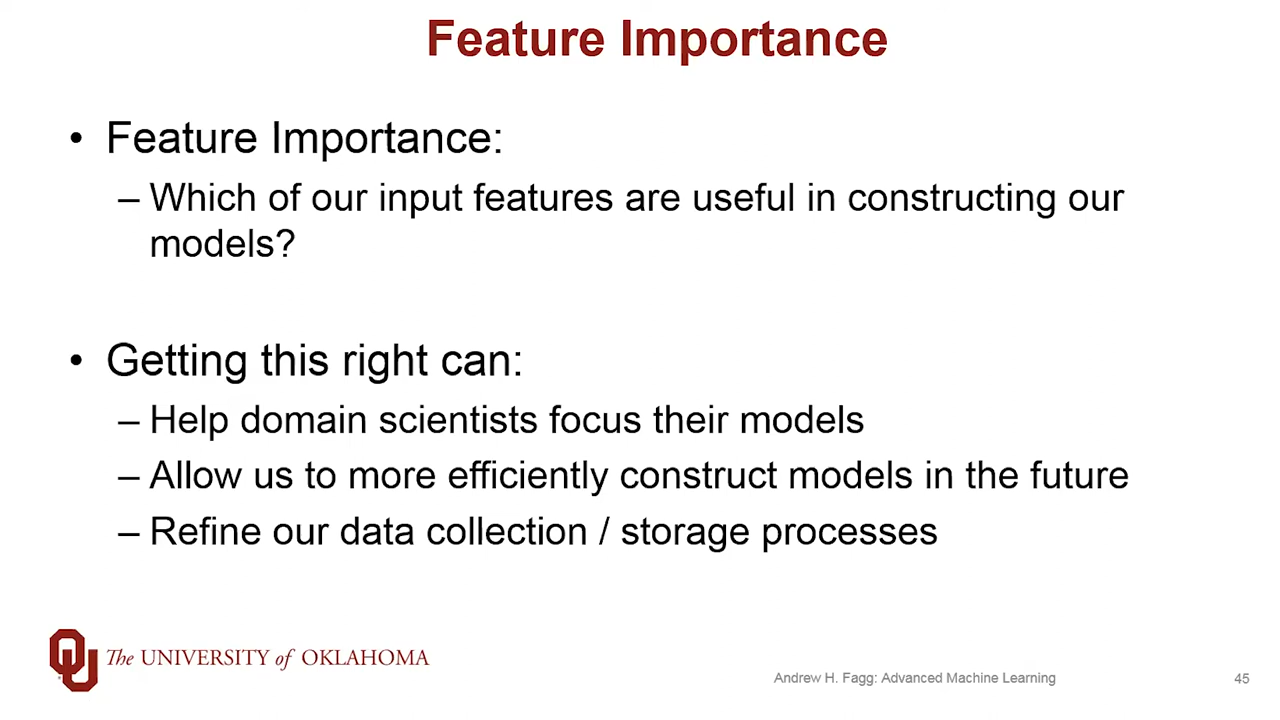 Feature Importance
• Feature Importance:
– Which of our input features are useful in constructing our
models?
• Getting this right can:
– Help domain scientists focus their models
– Allow us to more efficiently construct models in the future
– Refine our data collection / storage processes
The UNIVERSITY of OKLAHOMA
Andrew H. Fagg: Advanced Machine Learning
45